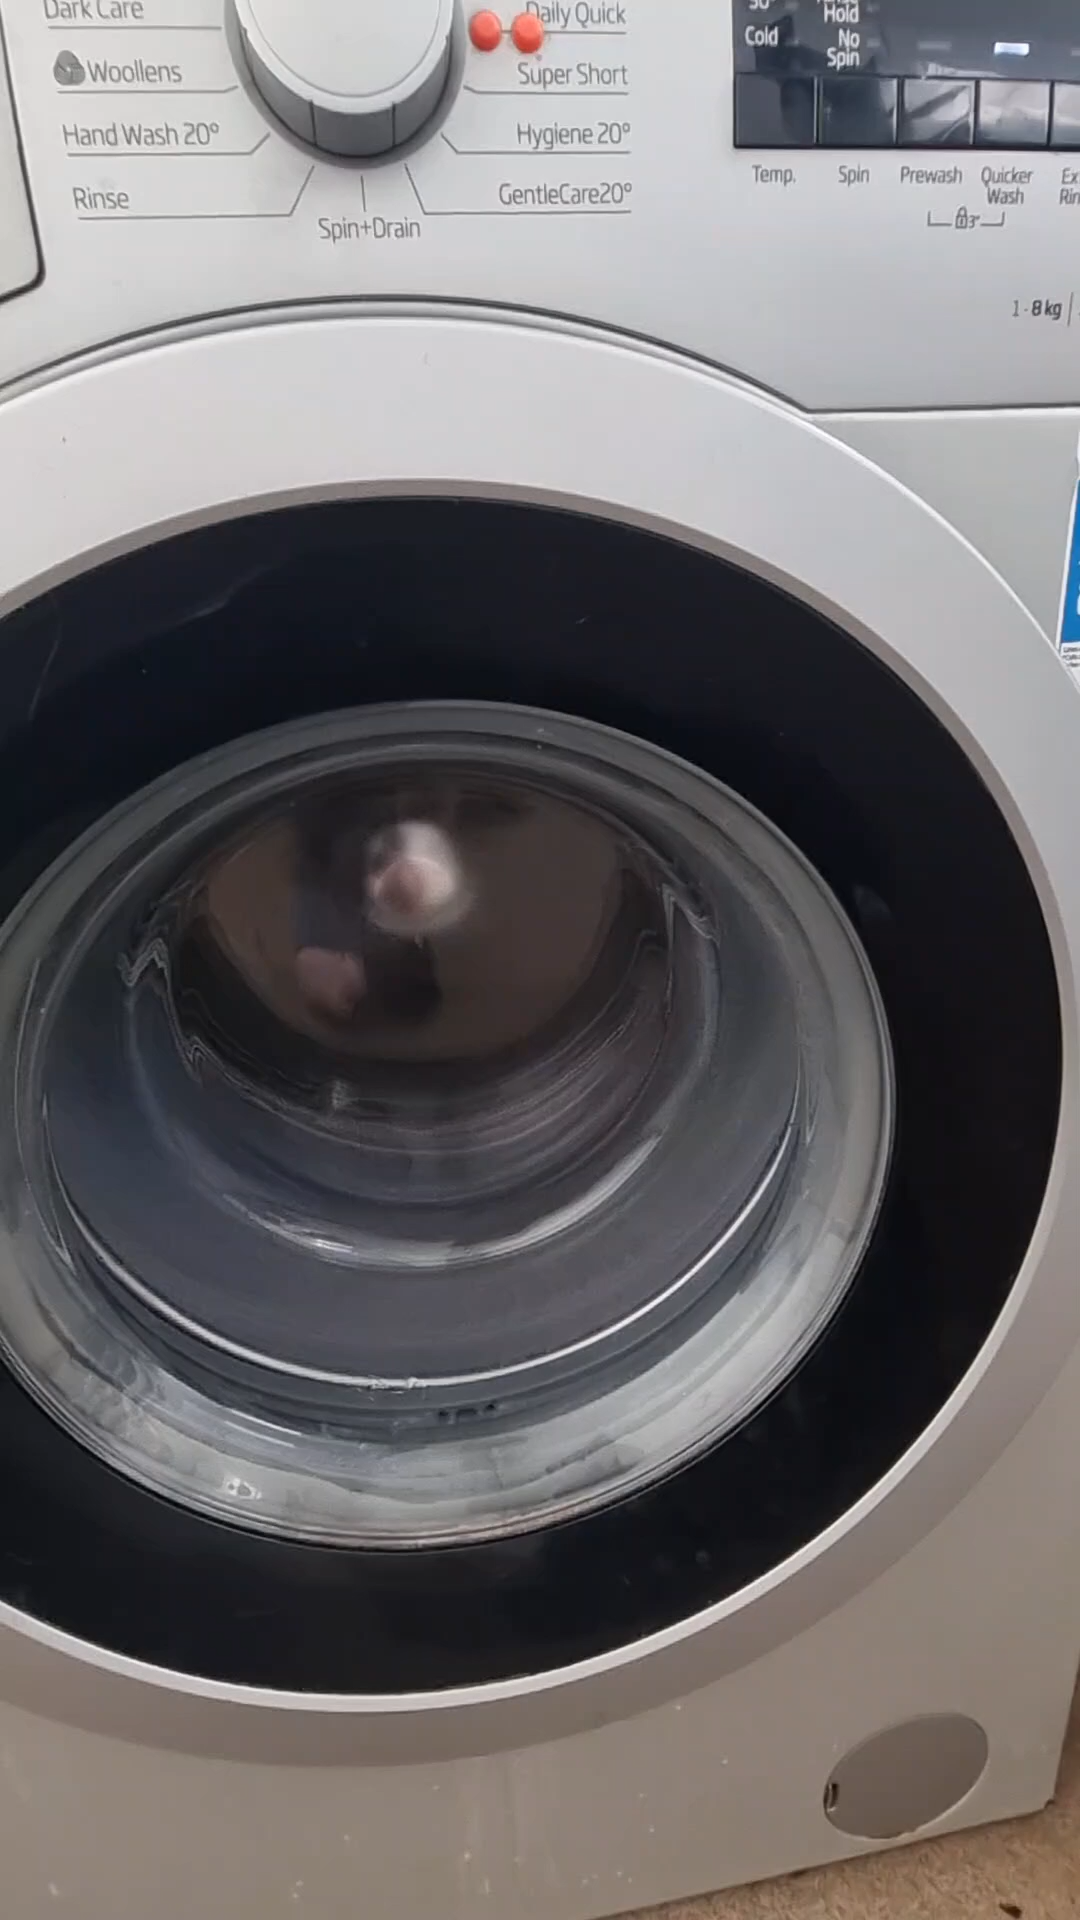 Dark Care
Woollens
Hand Wash 20°
Rinse
Spin+Drain
Daily Quick
Super Short
Hygiene 20°
GentleCare20°
Cold
Hold
No
Spin
Temp.
Spin
Prewash
Quicker
Wash
3"
1-8kg